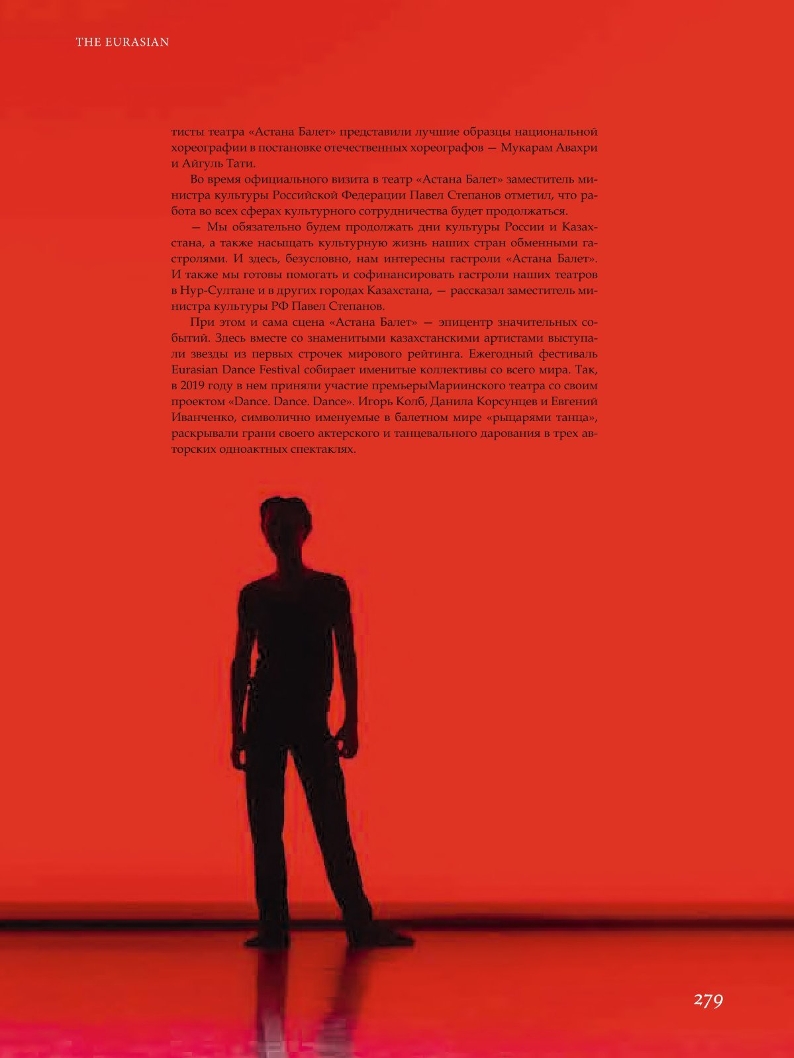 THE EURASIAN
тисты театра «Астана Балет» представили лучшие образцы национальной
хореографии в постановке отечественных хореографов — Мукарам Авахри
и Айгуль Тати.
Во время официального визита в театр «Астана Балет» заместитель ми-
нистра культуры Российской Федерации Павел Степанов отметил, что ра-
бота во всех сферах культурного сотрудничества будет продолжаться.
— Мы обязательно будем продолжать дни культуры России и Казах-
стана, а также насыщать культурную жизнь наших стран обменными га-
стролями. И здесь, безусловно, нам интересны гастроли «Астана Балет».
И также мы готовы помогать и софинансировать гастроли наших театров
в Нур-Султане и в других городах Казахстана, — рассказал заместитель ми-
нистра культуры РФ Павел Степанов.
При этом и сама сцена «Астана Балет» — эпицентр значительных со-
бытий. Здесь вместе со знаменитыми казахстанскими артистами выступа-
ли звезды из первых строчек мирового рейтинга. Ежегодный фестиваль
Eurasian Dance Festival собирает именитые коллективы со всего мира. Так,
в 2019 году в нем приняли участие премьерыМариинского театра со своим
проектом «Dance. Dance. Dance». Игорь Колб, Данила Корсунцев и Евгений
Иванченко, символично именуемые в балетном мире «рыцарями танца»,
раскрывали грани своего актерского и танцевального дарования в трех ав-
торских одноактных спектаклях.
279